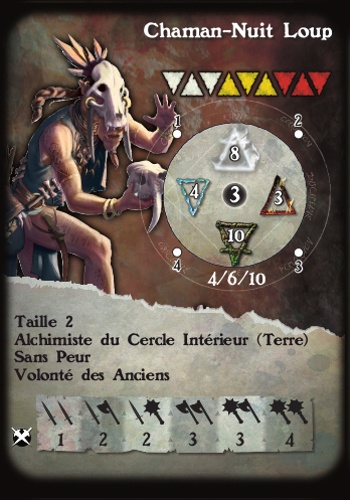 Chaman-Nuit Loup
1 2
8
4 3 3
10
4 3
4/6/10
Taille 2
Alchimiste du Cercle Intérieur (Terre)
Sans Peur
Volonté des Anciens
1 2 2 3 3 4